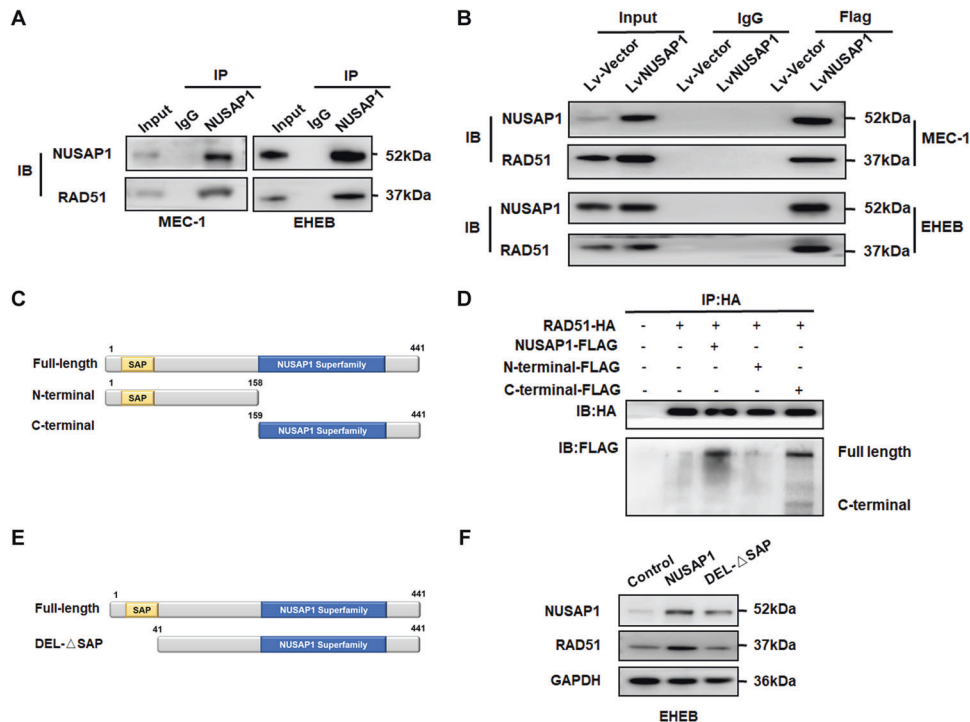 A
IP
IP
Input
IgG
NUSAP1
Input
IgG
NUSAP1
IB
NUSAP1
52kDa
RAD51
37kDa
MEC-1
EHEB
B
Input
IgG
Flag
Lv-Vector
LvNUSAP1
Lv-Vector
LvNUSAP1
Lv-Vector
LvNUSAP1
IB
NUSAP1
52kDa
RAD51
37kDa
MEC-1
IB
NUSAP1
52kDa
RAD51
37kDa
EHEB
C
1
441
Full-length
SAP
NUSAP1 Superfamily
1
158
N-terminal
SAP
159
441
C-terminal
NUSAP1 Superfamily
D
IP:HA
RAD51-HA - + + + +
NUSAP1-FLAG - - + - -
N-terminal-FLAG - - - + -
C-terminal-FLAG - - - - +
IB:HA
IB:FLAG
Full length
C-terminal
E
1
441
Full-length
SAP
NUSAP1 Superfamily
41
441
DEL-△SAP
NUSAP1 Superfamily
F
Control
NUSAP1
DEL-△SAP
NUSAP1
52kDa
RAD51
37kDa
GAPDH
36kDa
EHEB